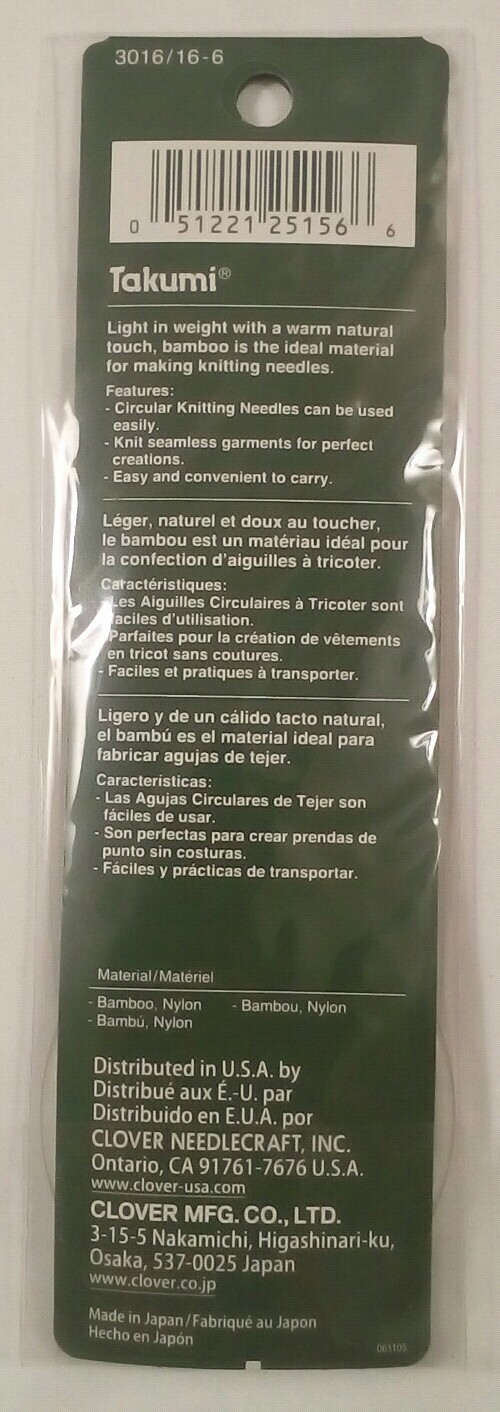 3016/16-6
0 51221 25156 6
Takumi®
Light in weight with a warm natural
touch, bamboo is the ideal material
for making knitting needles.
Features:
- Circular Knitting Needles can be used
easily.
- Knit seamless garments for perfect
creations.
- Easy and convenient to carry.
Léger, naturel et doux au toucher,
le bambou est un matériau idéal pour
la confection d'aiguilles à tricoter.
Caractéristiques:
Les Aiguilles Circulaires à Tricoter sont
faciles d'utilisation.
Parfaites pour la création de vêtements
en tricot sans coutures.
- Faciles et pratiques à transporter.
Ligero y de un cálido tacto natural,
el bambú es el material ideal para
fabricar agujas de tejer.
Características:
- Las Agujas Circulares de Tejer son
fáciles de usar.
- Son perfectas para crear prendas de
punto sin costuras.
- Fáciles y prácticas de transportar.
Material/Matériel
- Bamboo, Nylon - Bambou, Nylon
- Bambú, Nylon
Distributed in U.S.A. by
Distribué aux É.-U. par
Distribuido en E.U.A. por
CLOVER NEEDLECRAFT, INC.
Ontario, CA 91761-7676 U.S.A.
www.clover-usa.com
CLOVER MFG. CO., LTD.
3-15-5 Nakamichi, Higashinari-ku,
Osaka, 537-0025 Japan
www.clover.co.jp
Made in Japan/Fabriqué au Japon
Hecho en Japón
061105